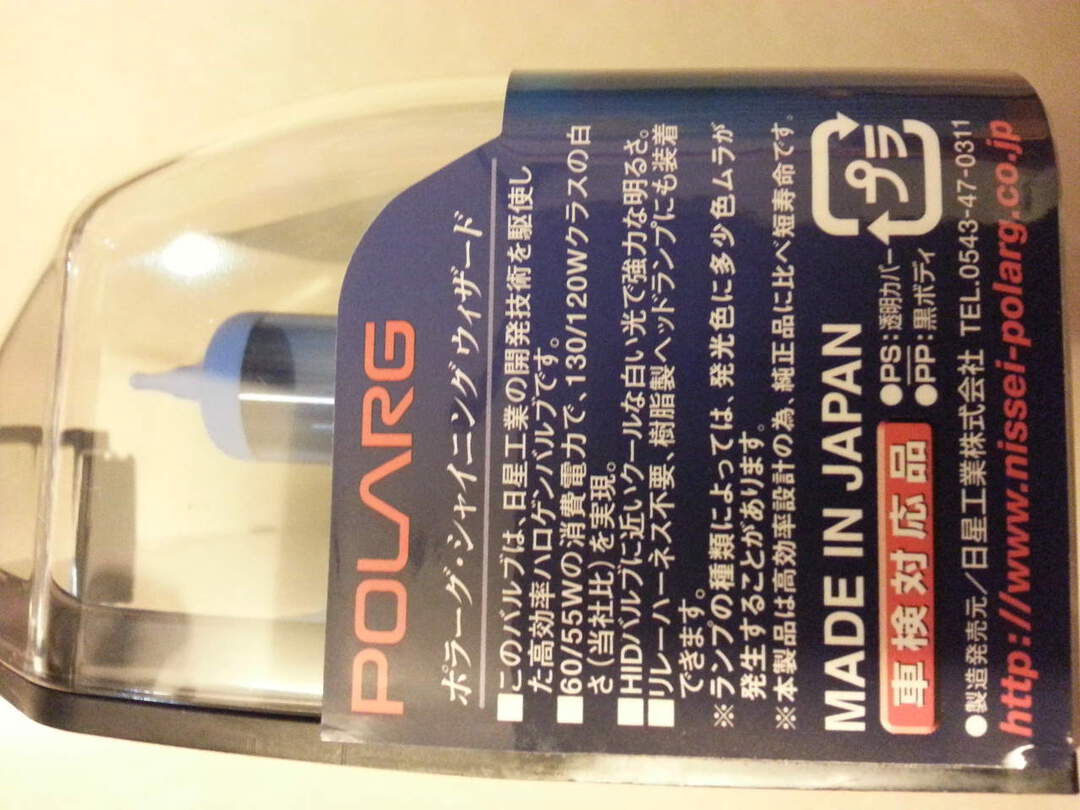 POLARG
ポラーグ・シャイニングウィザード
■このバルブは、日星工業の開発技術を駆使し
た高効率ハロゲンバルブです。
■60/55Wの消費電力で、130/120Wクラスの白
さ(当社比)を実現。
■HIDバルブに近いクールな白い光で強力な明るさ。
■リレーハーネス不要、樹脂製ヘッドランプにも装着
できます。
※ランプの種類によっては、発光色に多少色ムラが
発生することがあります。
※本製品は高効率設計の為、純正品に比べ短寿命です。
MADE IN JAPAN
車検対応品
プラ
●PS:透明カバー
●PP:黒ボディ
●製造発売元/日星工業株式会社 TEL.0543-47-0311
http://www.nissei-polarg.co.jp